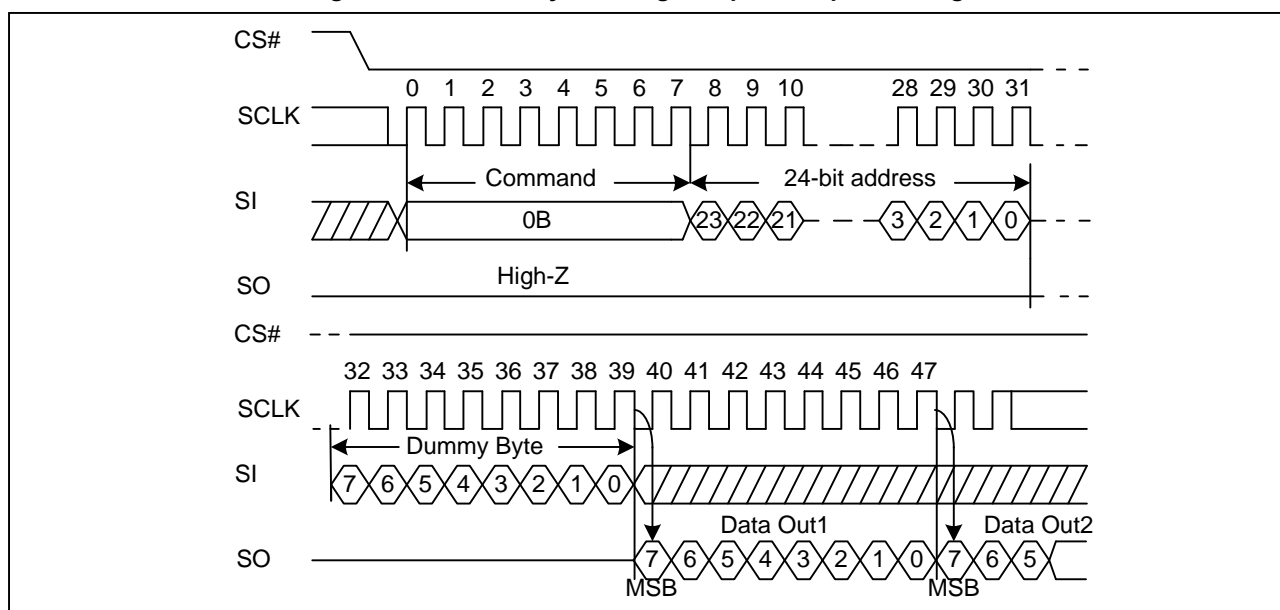 CS#
0 1 2 3 4 5 6 7 8 9 10 28 29 30 31
SCLK
Command 24-bit address
SI
0B 23 22 21 3 2 1 0
High-Z
SO
CS#
32 33 34 35 36 37 38 39 40 41 42 43 44 45 46 47
SCLK
Dummy Byte
SI
7 6 5 4 3 2 1 0
Data Out1 Data Out2
SO
7 6 5 4 3 2 1 0 7 6 5
MSB MSB